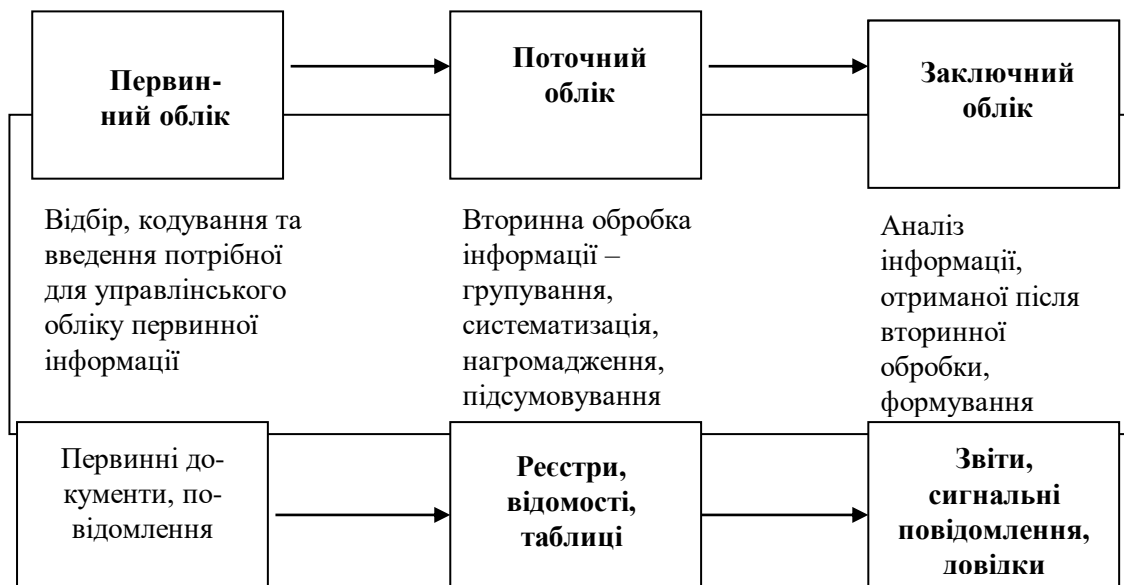 Первин-
ний облік
Поточний
облік
Заключний
облік
Відбір, кодування та
введення потрібної
для управлінського
обліку первинної
інформації
Вторинна обробка
інформації –
групування,
систематизація,
нагромадження,
підсумовування
Аналіз
інформації,
отриманої після
вторинної
обробки,
формування
Первинні до-
кументи, по-
відомлення
Реєстри,
відомості,
таблиці
Звіти,
сигнальні
повідомлення,
довідки